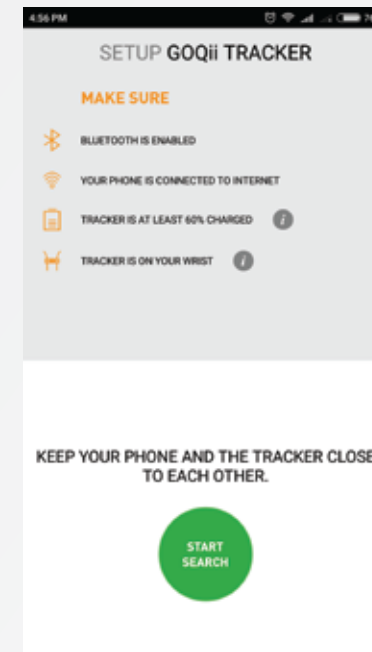 4:56 PM
SETUP GOQii TRACKER
MAKE SURE
BLUETOOTH IS ENABLED
YOUR PHONE IS CONNECTED TO INTERNET
TRACKER IS AT LEAST 60% CHARGED i
TRACKER IS ON YOUR WRIST i
KEEP YOUR PHONE AND THE TRACKER CLOSE
TO EACH OTHER.
START
SEARCH